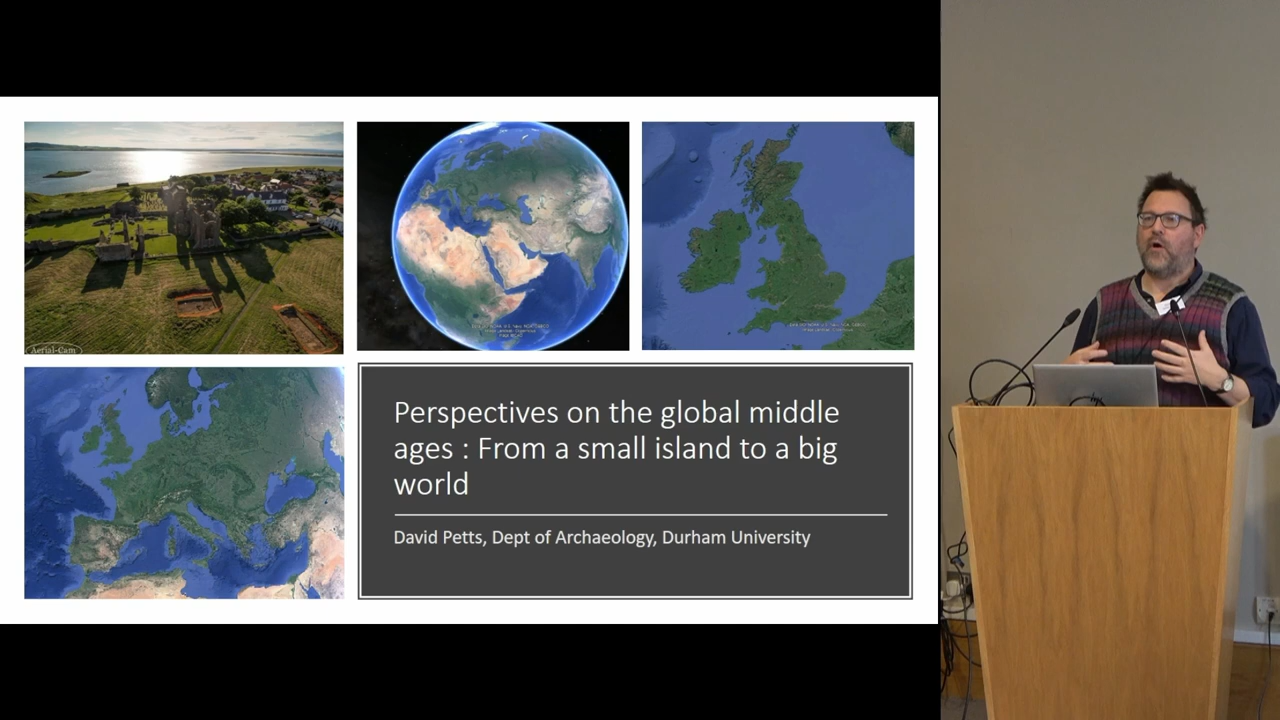 Aerial-Cam
Perspectives on the global middle
ages : From a small island to a big
world
David Petts, Dept of Archaeology, Durham University